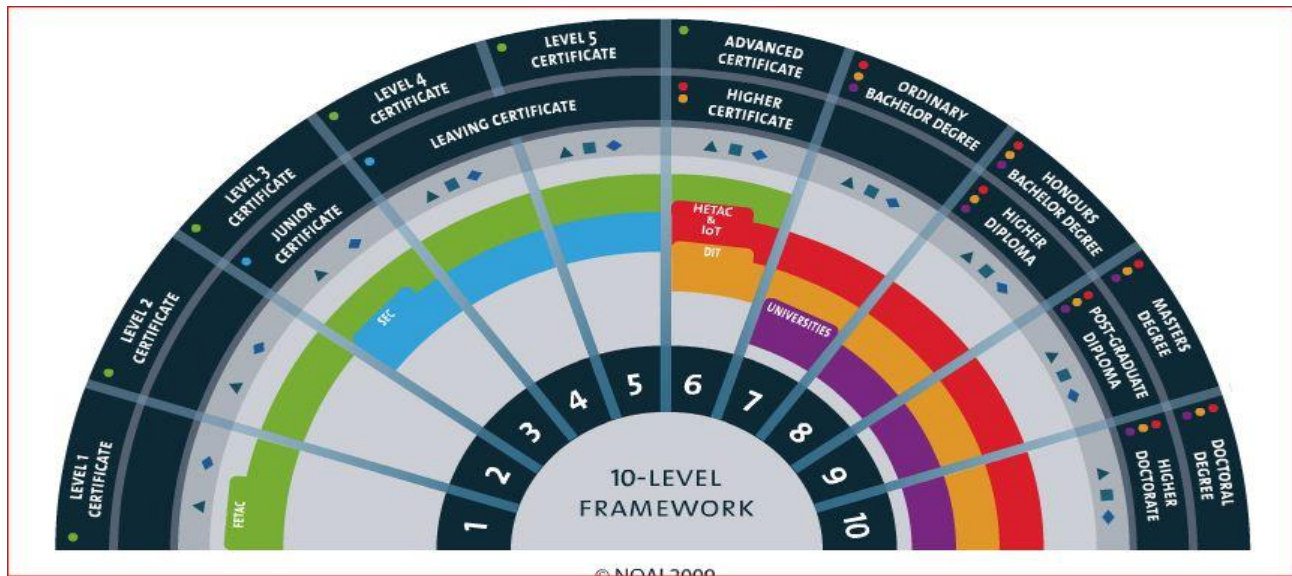 LEVEL 1
CERTIFICATE
LEVEL 2
CERTIFICATE
LEVEL 3
CERTIFICATE
JUNIOR
CERTIFICATE
LEVEL 4
CERTIFICATE
LEVEL 5
CERTIFICATE
LEAVING CERTIFICATE
ADVANCED
CERTIFICATE
HIGHER
CERTIFICATE
ORDINARY
BACHELOR DEGREE
HONOURS
BACHELOR DEGREE
HIGHER
DIPLOMA
MASTERS
DEGREE
POST-GRADUATE
DIPLOMA
DOCTORAL
DEGREE
HIGHER
DOCTORATE
FETAC
SEC
HETAC
&
IoT
DIT
UNIVERSITIES
1
2
3
4
5
6
7
8
9
10
10-LEVEL
FRAMEWORK
© NQAI 2009